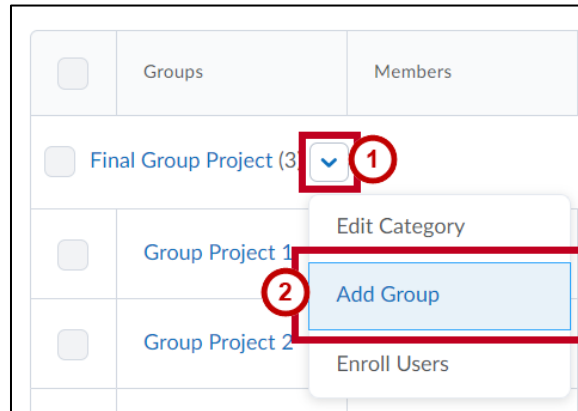 Groups Members
Final Group Project (3) 1
Edit Category
Group Project 1
2 Add Group
Group Project 2
Enroll Users